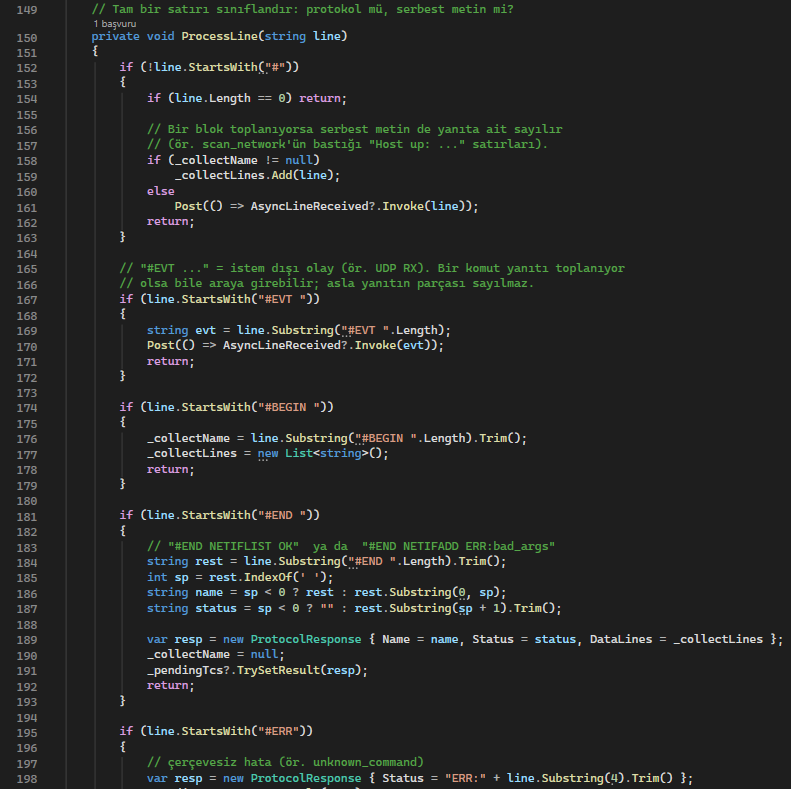 149 // Tam bir satırı sınıflandır: protokol mü, serbest metin mi?
1 başvuru
150 private void ProcessLine(string line)
151 {
152 if (!line.StartsWith("#"))
153 {
154 if (line.Length == 0) return;
155
156 // Bir blok toplanıyorsa serbest metin de yanıta ait sayılır
157 // (ör. scan_network'ün bastığı "Host up: ..." satırları).
158 if (_collectName != null)
159 _collectLines.Add(line);
160 else
161 Post(() => AsyncLineReceived?.Invoke(line));
162 return;
163 }
164
165 // "#EVT ..." = istem dışı olay (ör. UDP RX). Bir komut yanıtı toplanıyor
166 // olsa bile araya girebilir; asla yanıtın parçası sayılmaz.
167 if (line.StartsWith("#EVT "))
168 {
169 string evt = line.Substring("#EVT ".Length);
170 Post(() => AsyncLineReceived?.Invoke(evt));
171 return;
172 }
173
174 if (line.StartsWith("#BEGIN "))
175 {
176 _collectName = line.Substring("#BEGIN ".Length).Trim();
177 _collectLines = new List<string>();
178 return;
179 }
180
181 if (line.StartsWith("#END "))
182 {
183 // "#END NETIFLIST OK" ya da "#END NETIFADD ERR:bad_args"
184 string rest = line.Substring("#END ".Length).Trim();
185 int sp = rest.IndexOf(' ');
186 string name = sp < 0 ? rest : rest.Substring(0, sp);
187 string status = sp < 0 ? "" : rest.Substring(sp + 1).Trim();
188
189 var resp = new ProtocolResponse { Name = name, Status = status, DataLines = _collectLines };
190 _collectName = null;
191 _pendingTcs?.TrySetResult(resp);
192 return;
193 }
194
195 if (line.StartsWith("#ERR"))
196 {
197 // çerçevesiz hata (ör. unknown_command)
198 var resp = new ProtocolResponse { Status = "ERR:" + line.Substring(4).Trim() };